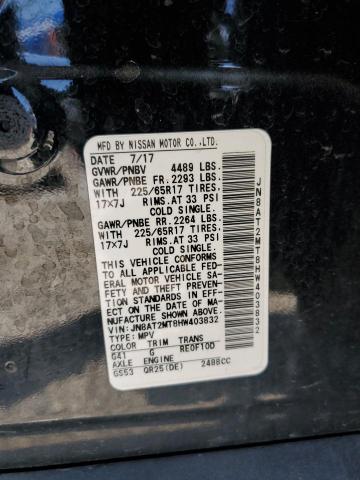 MFD BY NISSAN MOTOR CO.,LTD.
DATE 7/17
GVWR/PNBV 4489 LBS.
GAWR/PNBE FR. 2293 LBS.
WITH 225/65R17 TIRES,
17X7J RIMS.AT 33 PSI
COLD SINGLE.
GAWR/PNBE RR. 2264 LBS.
WITH 225/65R17 TIRES,
17X7J RIMS.AT 33 PSI
COLD SINGLE.
THIS VEHICLE CONFORMS
TO ALL APPLICABLE FED-
ERAL MOTOR VEHICLE SA-
FETY AND THEFT PREVEN-
TION STANDARDS IN EFF-
ECT ON THE DATE OF MA-
NUFACTURE SHOWN ABOVE.
VIN:JN8AT2MT8HW403832
TYPE:MPV
COLOR TRIM TRANS
G41 G RE0F10D
AXLE ENGINE
GS53 QR25(DE) 2488CC
JN8AT2MT8HW403832